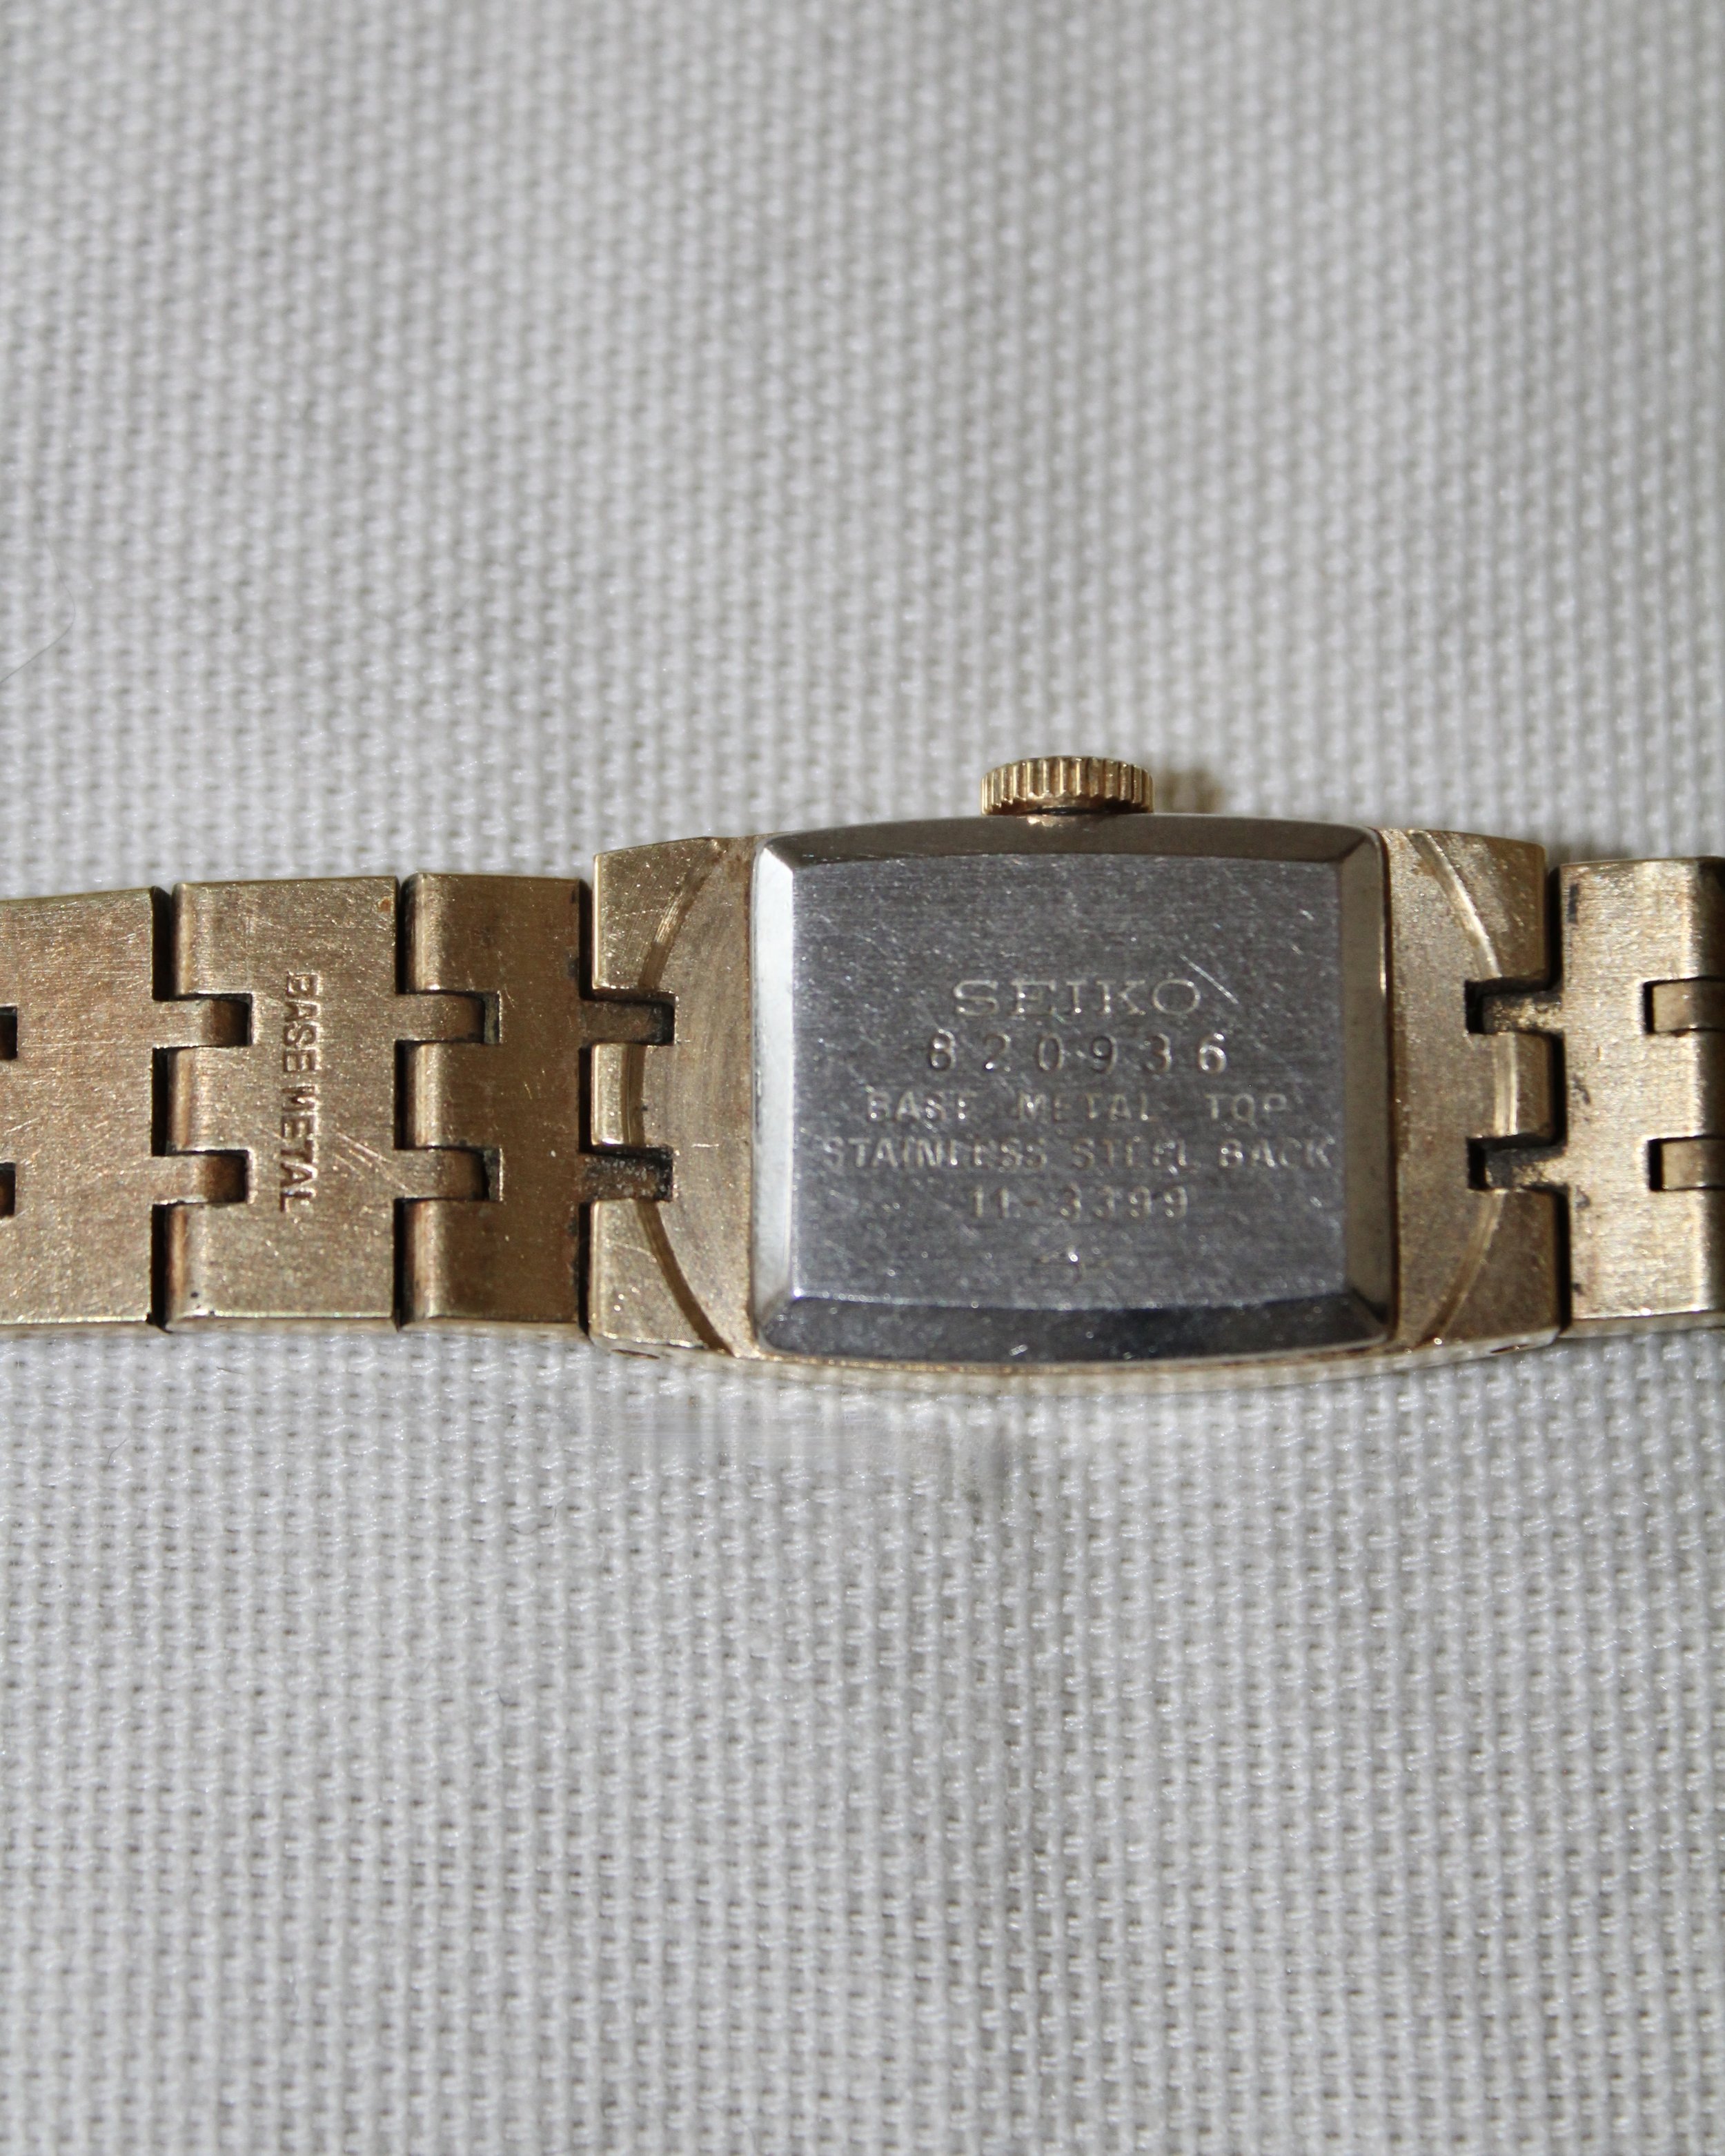 SEIKO
820936
BASE METAL TOP
STAINLESS STEEL BACK
11-3399
BASE METAL